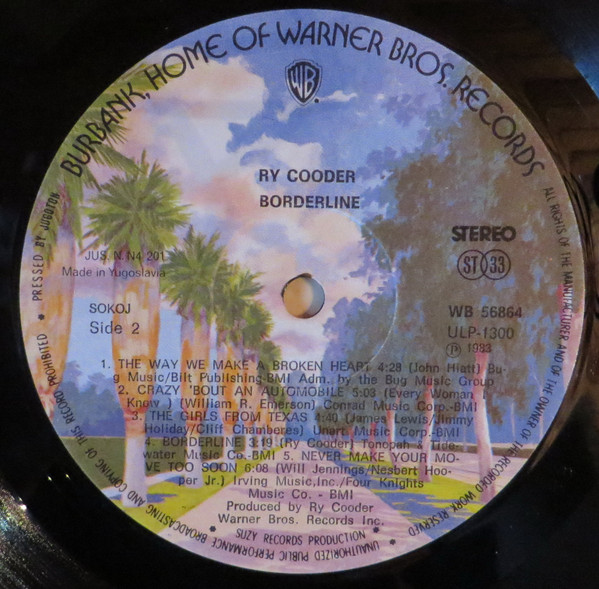 BURBANK, HOME OF WARNER BROS. RECORDS
WB
RY COODER
BORDERLINE
STEREO
ST 33
JUS. N. N4 201
Made in Yugoslavia
SOKOJ
Side 2
WB 56864
ULP-1300
℗ 1983
1. THE WAY WE MAKE A BROKEN HEART 4:28 (John Hiatt) Bu-
g Music/Bilt Publishing-BMI Adm. by the Bug Music Group
2. CRAZY 'BOUT AN AUTOMOBILE 5:03 (Every Woman I
Know ) (William R. Emerson) Conrad Music Corp.-BMI
3. THE GIRLS FROM TEXAS 4:40 (James Lewis/Jimmy
Holiday/Cliff Chamberes) Unart Music Corp.-BMI
4. BORDERLINE 3:19 (Ry Cooder) Tonopah & Tide-
water Music Co.-BMI 5. NEVER MAKE YOUR MO-
VE TOO SOON 6:08 (Will Jennings/Nesbert Hoo-
per Jr.) Irving Music,Inc./Four Knights
Music Co. - BMI
Produced by Ry Cooder
Warner Bros. Records Inc.
SUZY RECORDS PRODUCTION
PRESSED BY JUGOTON
ALL RIGHTS OF THE MANUFACTURER AND OF THE OWNER OF THE RECORDED WORK RESERVED
UNAUTHORIZED PUBLIC PERFORMANCE BROADCASTING AND COPYING OF THIS RECORD PROHIBITED